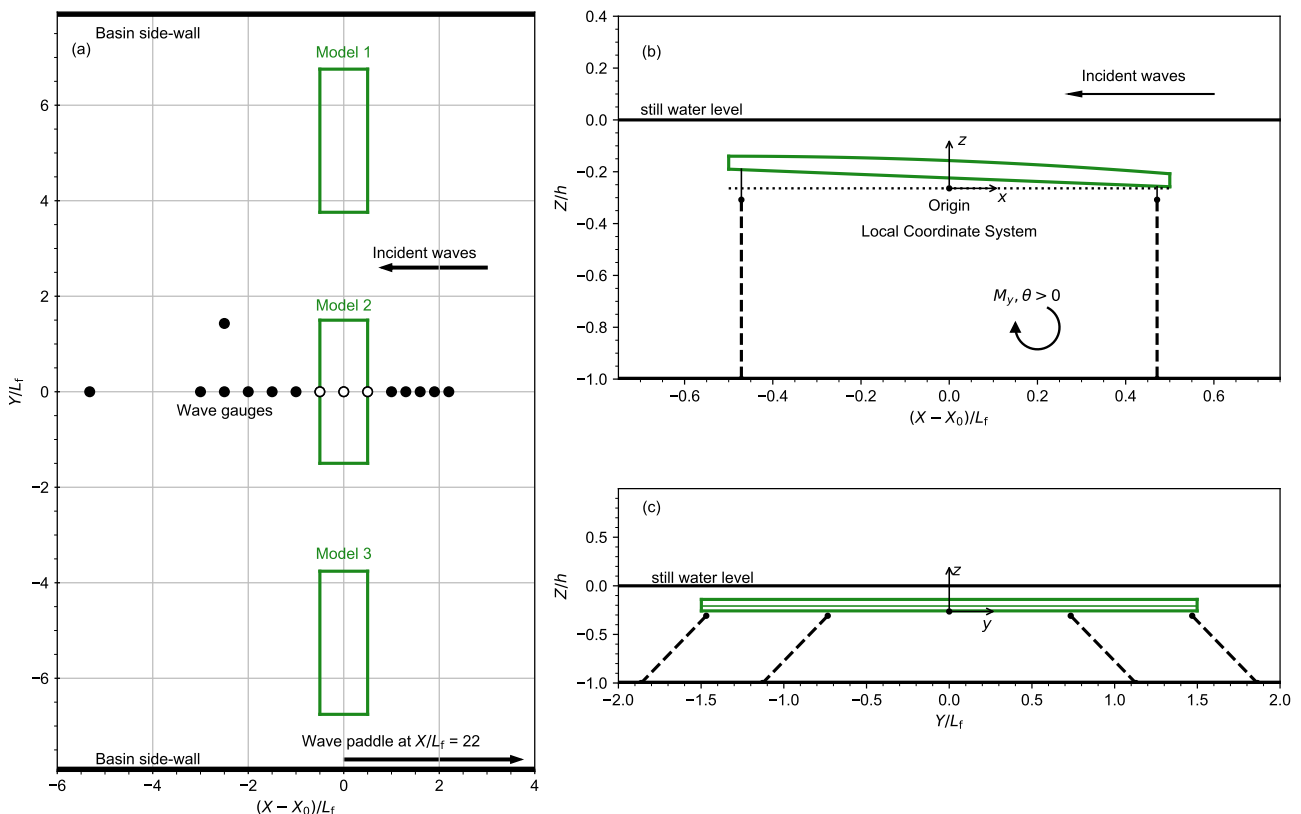 (a)
Basin side-wall
Model 1
Incident waves
Model 2
Wave gauges
Model 3
Wave paddle at X/Lf = 22
Basin side-wall
6
4
2
0
−2
−4
−6
Y/Lf
−6 −4 −2 0 2 4
(X − X0)/Lf
(b)
Incident waves
still water level
z
x
Origin
Local Coordinate System
My, θ > 0
0.4
0.2
0.0
−0.2
−0.4
−0.6
−0.8
−1.0
Z/h
−0.6 −0.4 −0.2 0.0 0.2 0.4 0.6
(X − X0)/Lf
(c)
still water level
z
y
0.5
0.0
−0.5
−1.0
Z/h
−2.0 −1.5 −1.0 −0.5 0.0 0.5 1.0 1.5 2.0
Y/Lf